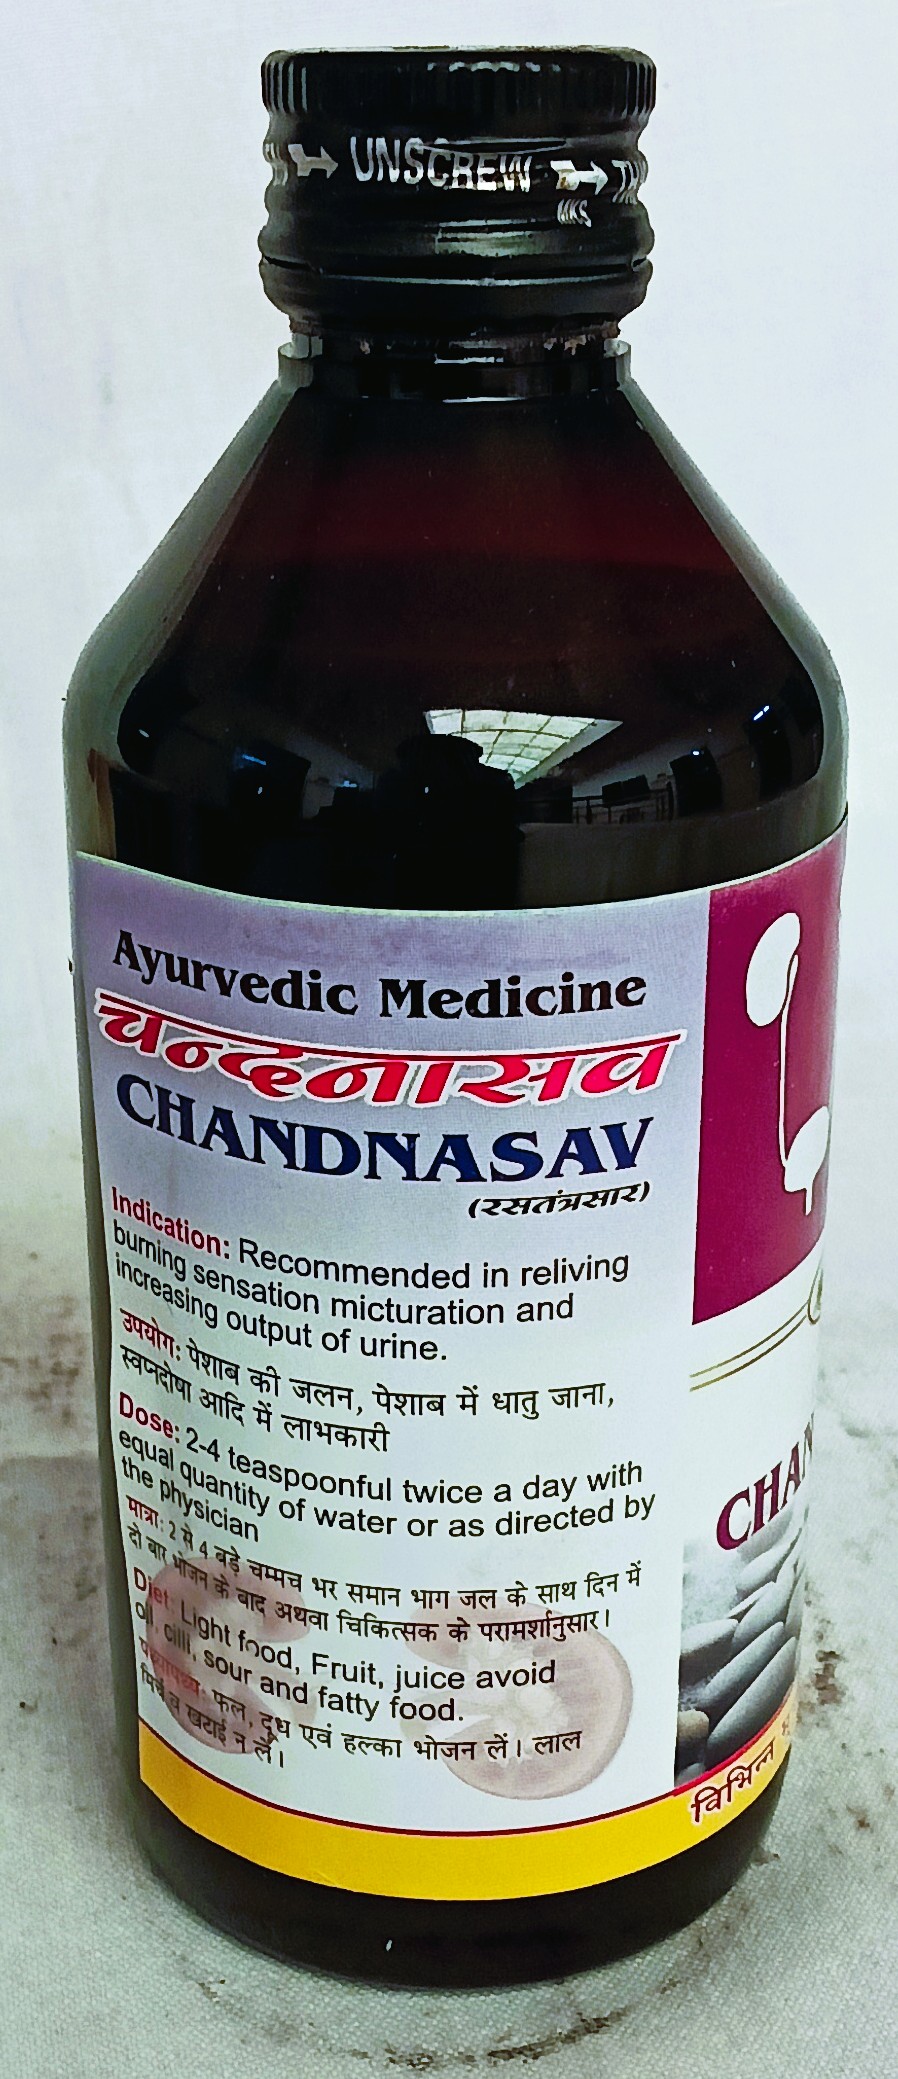 UNSCREW
MKS
Ayurvedic Medicine
चन्दनासव
CHANDNASAV
(रसतंत्रसार)
Indication: Recommended in reliving
burning sensation micturation and
increasing output of urine.
उपयोग: पेशाब की जलन, पेशाब में धातु जाना,
स्वप्नदोषा आदि में लाभकारी
Dose: 2-4 teaspoonful twice a day with
equal quantity of water or as directed by
the physician
मात्रा: 2 से 4 बड़े चम्मच भर समान भाग जल के साथ दिन में
दो बार भोजन के बाद अथवा चिकित्सक के परामर्शानुसार।
Diet: Light food, Fruit, juice avoid
oil, cilli, sour and fatty food.
पथ्यापथ्य: फल, दूध एवं हल्का भोजन लें। लाल
मिर्च व खटाई न लें।
CHAN
विभिन्न